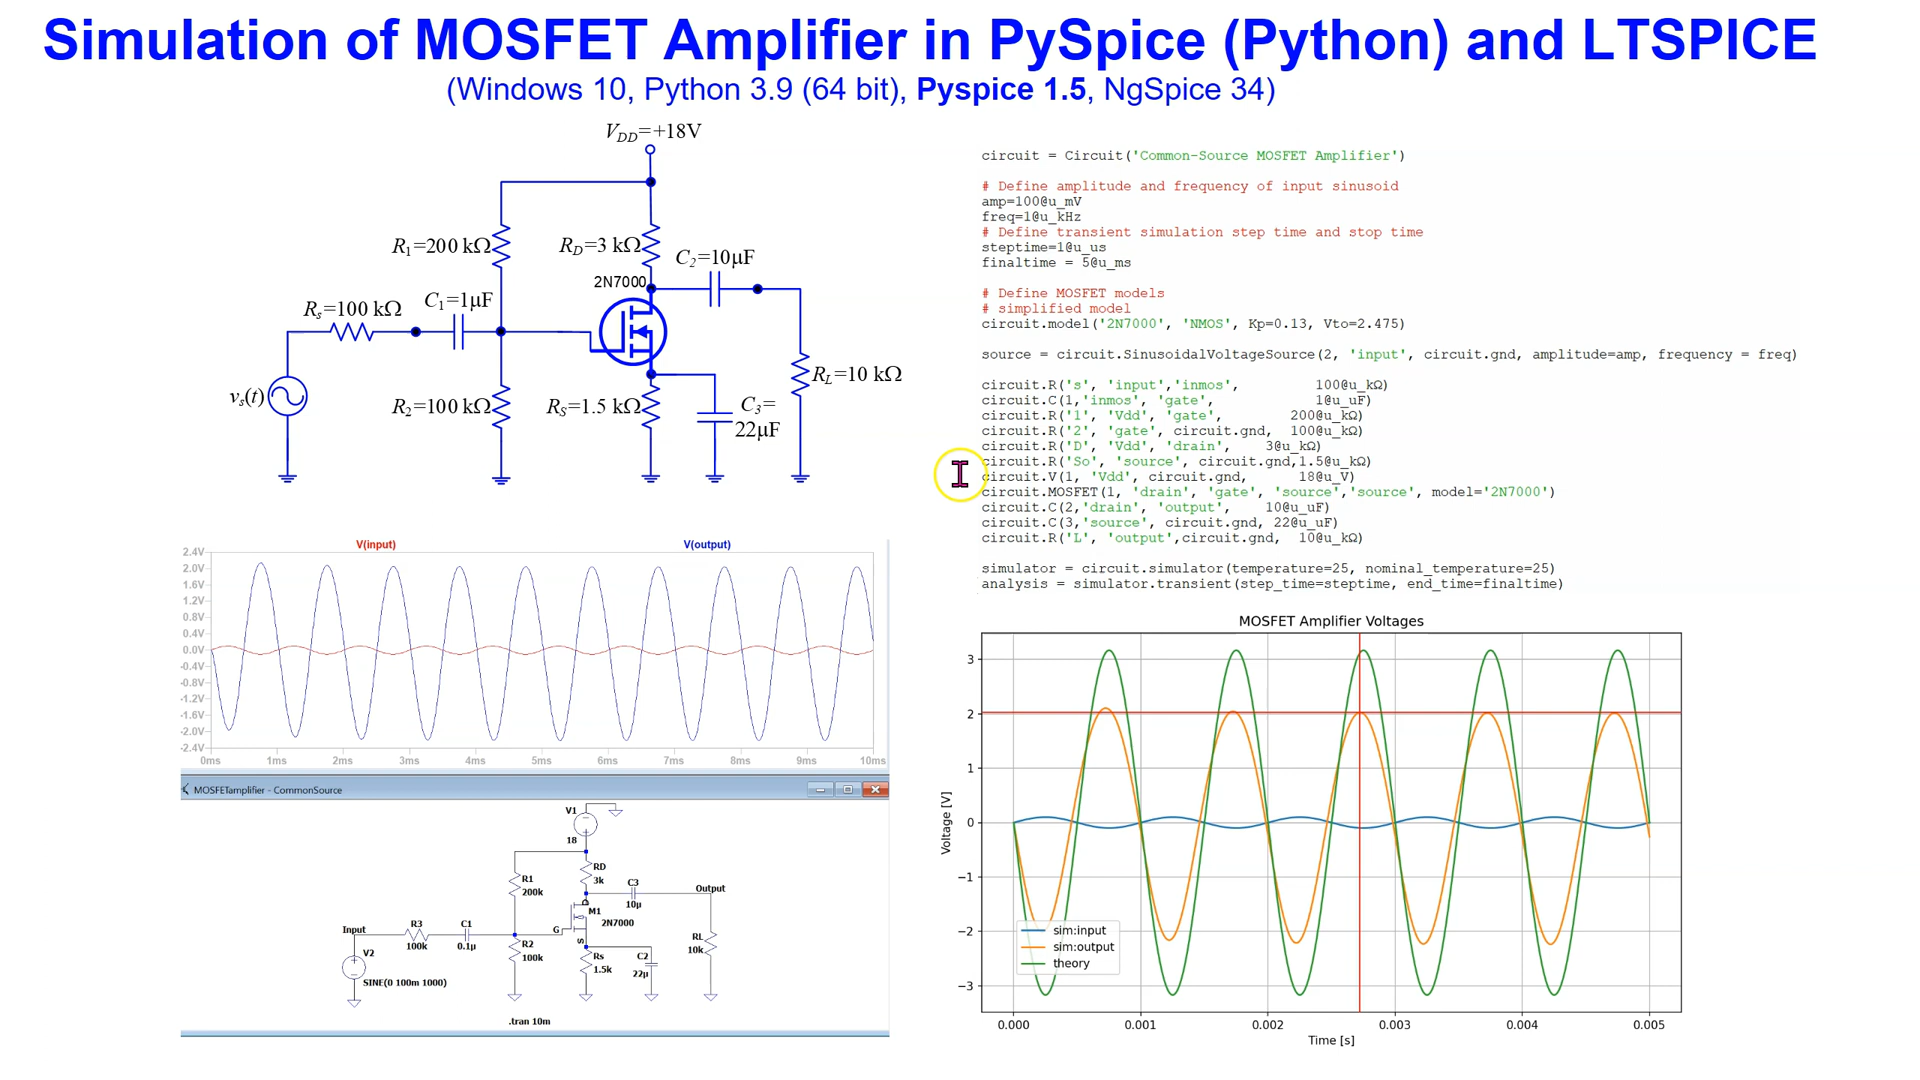 Simulation of MOSFET Amplifier in PySpice (Python) and LTSPICE
(Windows 10, Python 3.9 (64 bit), Pyspice 1.5, NgSpice 34)
VDD=+18V
R1=200 kΩ
RD=3 kΩ
C2=10μF
2N7000
Rs=100 kΩ
C1=1μF
RL=10 kΩ
vs(t)
R2=100 kΩ
RS=1.5 kΩ
C3=
22μF
circuit = Circuit('Common-Source MOSFET Amplifier')
# Define amplitude and frequency of input sinusoid
amp=100@u_mV
freq=1@u_kHz
# Define transient simulation step time and stop time
steptime=1@u_us
finaltime = 5@u_ms
# Define MOSFET models
# simplified model
circuit.model('2N7000', 'NMOS', Kp=0.13, Vto=2.475)
source = circuit.SinusoidalVoltageSource(2, 'input', circuit.gnd, amplitude=amp, frequency = freq)
circuit.R('s', 'input','inmos', 100@u_kΩ)
circuit.C(1,'inmos', 'gate', 1@u_uF)
circuit.R('1', 'Vdd', 'gate', 200@u_kΩ)
circuit.R('2', 'gate', circuit.gnd, 100@u_kΩ)
circuit.R('D', 'Vdd', 'drain', 3@u_kΩ)
circuit.R('So', 'source', circuit.gnd,1.5@u_kΩ)
circuit.V(1, 'Vdd', circuit.gnd, 18@u_V)
circuit.MOSFET(1, 'drain', 'gate', 'source','source', model='2N7000')
circuit.C(2,'drain', 'output', 10@u_uF)
circuit.C(3,'source', circuit.gnd, 22@u_uF)
circuit.R('L', 'output',circuit.gnd, 10@u_kΩ)
simulator = circuit.simulator(temperature=25, nominal_temperature=25)
analysis = simulator.transient(step_time=steptime, end_time=finaltime)
V(input) V(output)
2.4V
2.0V
1.6V
1.2V
0.8V
0.4V
0.0V
-0.4V
-0.8V
-1.2V
-1.6V
-2.0V
-2.4V
0ms 1ms 2ms 3ms 4ms 5ms 6ms 7ms 8ms 9ms 10ms
MOSFETamplifier - CommonSource
V1
18
RD
3k
R1
200k
C3
10μ
Output
M1
2N7000
D
G
S
Input
R3
100k
C1
0.1μ
R2
100k
RL
10k
V2
Rs
1.5k
C2
22μ
SINE(0 100m 1000)
.tran 10m
MOSFET Amplifier Voltages
Voltage [V]
3
2
1
0
−1
−2
−3
sim:input
sim:output
theory
0.000 0.001 0.002 0.003 0.004 0.005
Time [s]